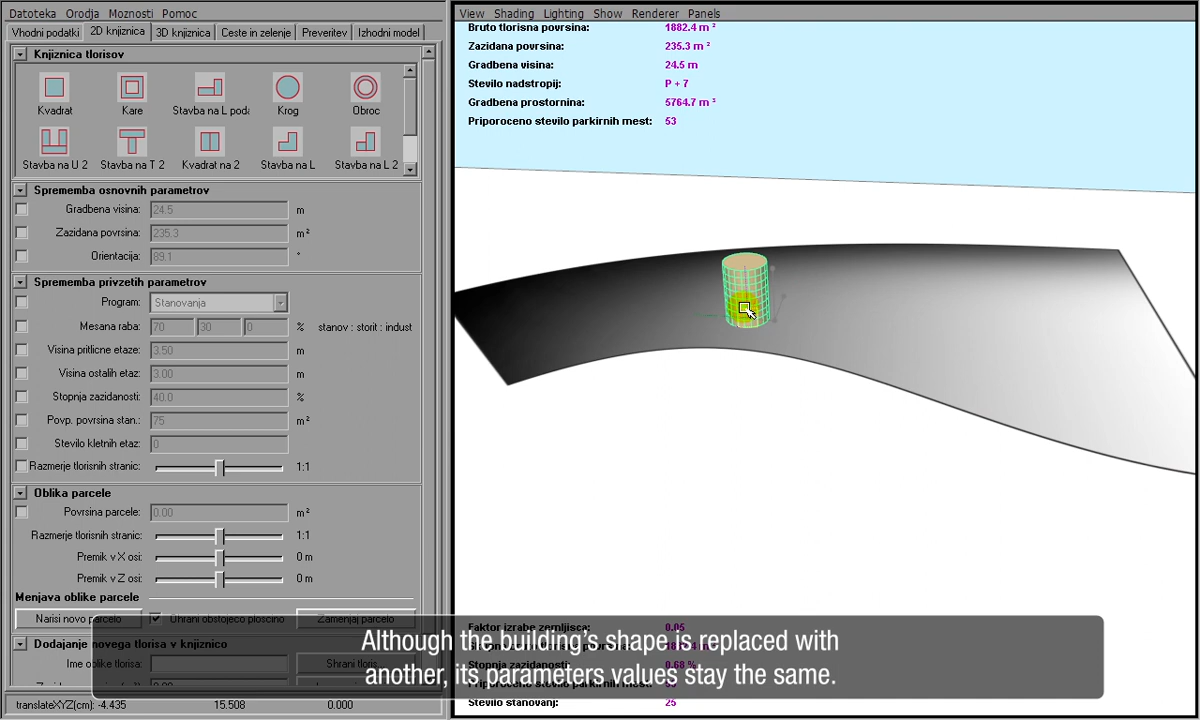 Datoteka Orodja Moznosti Pomoc
Vhodni podatki 2D knjiznica 3D knjiznica Ceste in zelenje Preveritev Izhodni model
Knjiznica tlorisov
Kvadrat Kare Stavba na L poda Krog Obroc
Stavba na U 2 Stavba na T 2 Kvadrat na 2 Stavba na L Stavba na L 2
Sprememba osnovnih parametrov
Gradbena visina: 24.5 m
Zazidana povrsina: 235.3 m²
Orientacija: 89.1 °
Sprememba privzetih parametrov
Program: Stanovanja
Mesana raba: 70 30 0 % stanov : storit : indust
Visina pritlicne etaze: 3.50 m
Visina ostalih etaz: 3.00 m
Stopnja zazidanosti: 40.0 %
Povp. povrsina stan.: 75 m²
Stevilo kletnih etaz: 0
Razmerje tlorisnih stranic: 1:1
Oblika parcele
Povrsina parcele: 0.00 m²
Razmerje tlorisnih stranic: 1:1
Premik v X osi: 0 m
Premik v Z osi: 0 m
Menjava oblike parcele
Narisi novo parcelo Ohrani obstojeco ploscino Zamenjaj parcelo
Dodajanje novega tlorisa v knjiznico
Ime oblike tlorisa: Shrani tloris
translateXYZ(cm): -4.435 15.508 0.000
View Shading Lighting Show Renderer Panels
Bruto tlorisna povrsina: 1882.4 m ²
Zazidana povrsina: 235.3 m ²
Gradbena visina: 24.5 m
Stevilo nadstropij: P + 7
Gradbena prostornina: 5764.7 m ³
Priporoceno stevilo parkirnih mest: 53
Faktor izrabe zemljisca: 0.05
Stopnja zazidanosti: 0.68 %
Priporoceno stevilo parkirnih mest:
Stevilo stanovanj: 25
Although the building's shape is replaced with
another, its parameters values stay the same.